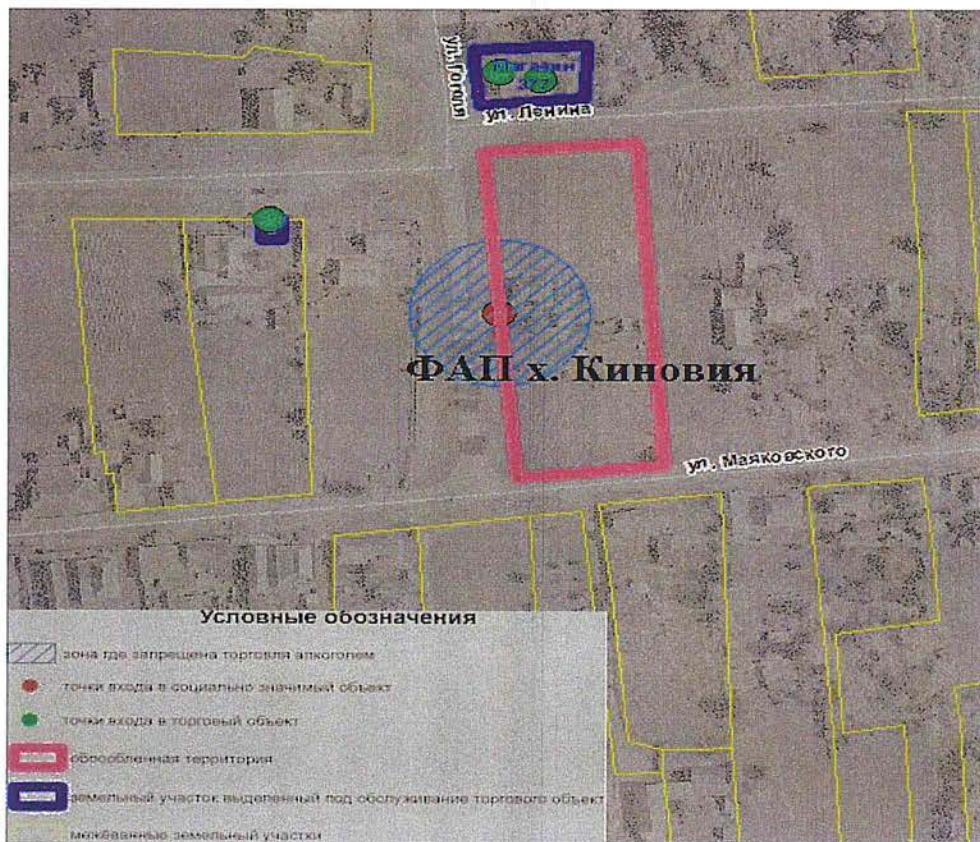 ул. Гоголя
Магазин
ул. Ленина
ФАП х. Киновия
ул. Маяковского
Условные обозначения
зона где запрещена торговля алкоголем
точки входа в социально значимый объект
точки входа в торговый объект
обособленная территория
земельный участок выделенный под обслуживание торгового объект
межёванные земельный участки